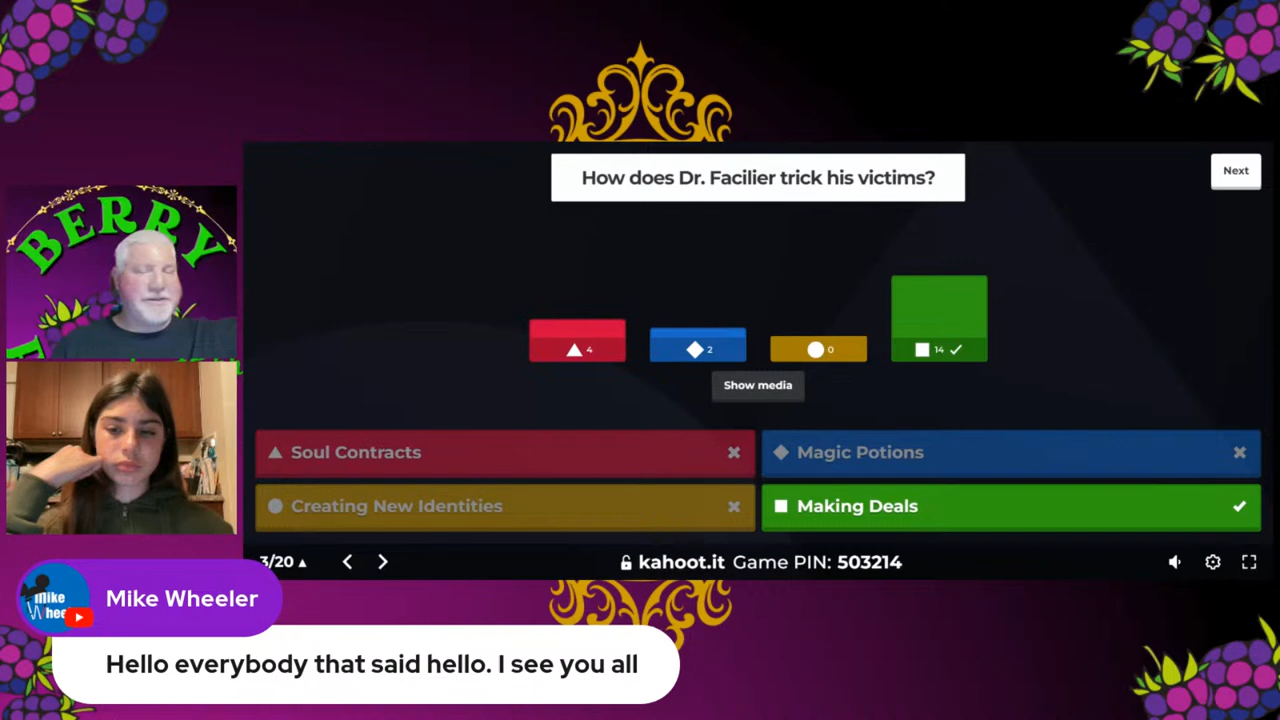 How does Dr. Facilier trick his victims?
Next
BERRY
4
2
0
14
Show media
Soul Contracts
Magic Potions
Creating New Identities
Making Deals
3/20
kahoot.it Game PIN: 503214
Mike Wheeler
Hello everybody that said hello. I see you all